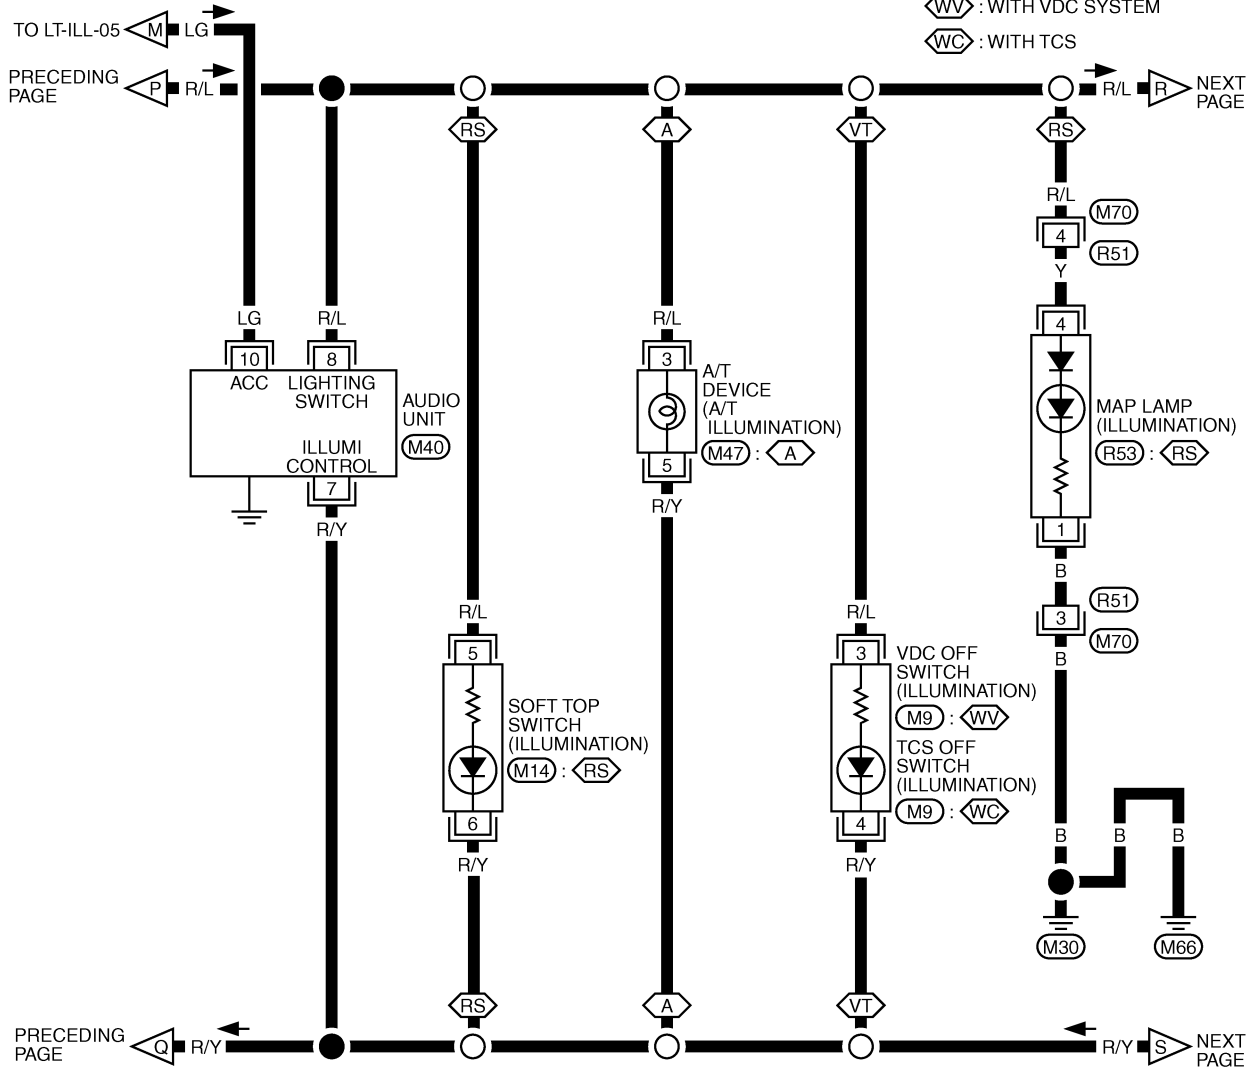 WV : WITH VDC SYSTEM
TO LT-ILL-05 M LG
WC : WITH TCS
PRECEDING
PAGE
P R/L
R/L R
NEXT
PAGE
RS A VT RS
R/L
M70
4
R51
Y
LG R/L R/L
4
10 8 3
ACC LIGHTING
SWITCH
AUDIO
UNIT
M40
ILLUMI
CONTROL
7
R/Y
A/T
DEVICE
(A/T
ILLUMINATION)
M47 : A
5
R/Y
MAP LAMP
(ILLUMINATION)
R53 : RS
1
B
R51
3
M70
B
R/L R/L
5 3
SOFT TOP
SWITCH
(ILLUMINATION)
M14 : RS
6
R/Y
VDC OFF
SWITCH
(ILLUMINATION)
M9 : WV
TCS OFF
SWITCH
(ILLUMINATION)
M9 : WC
4
R/Y
B B B
M30 M66
RS A VT
PRECEDING
PAGE
Q R/Y
R/Y S
NEXT
PAGE